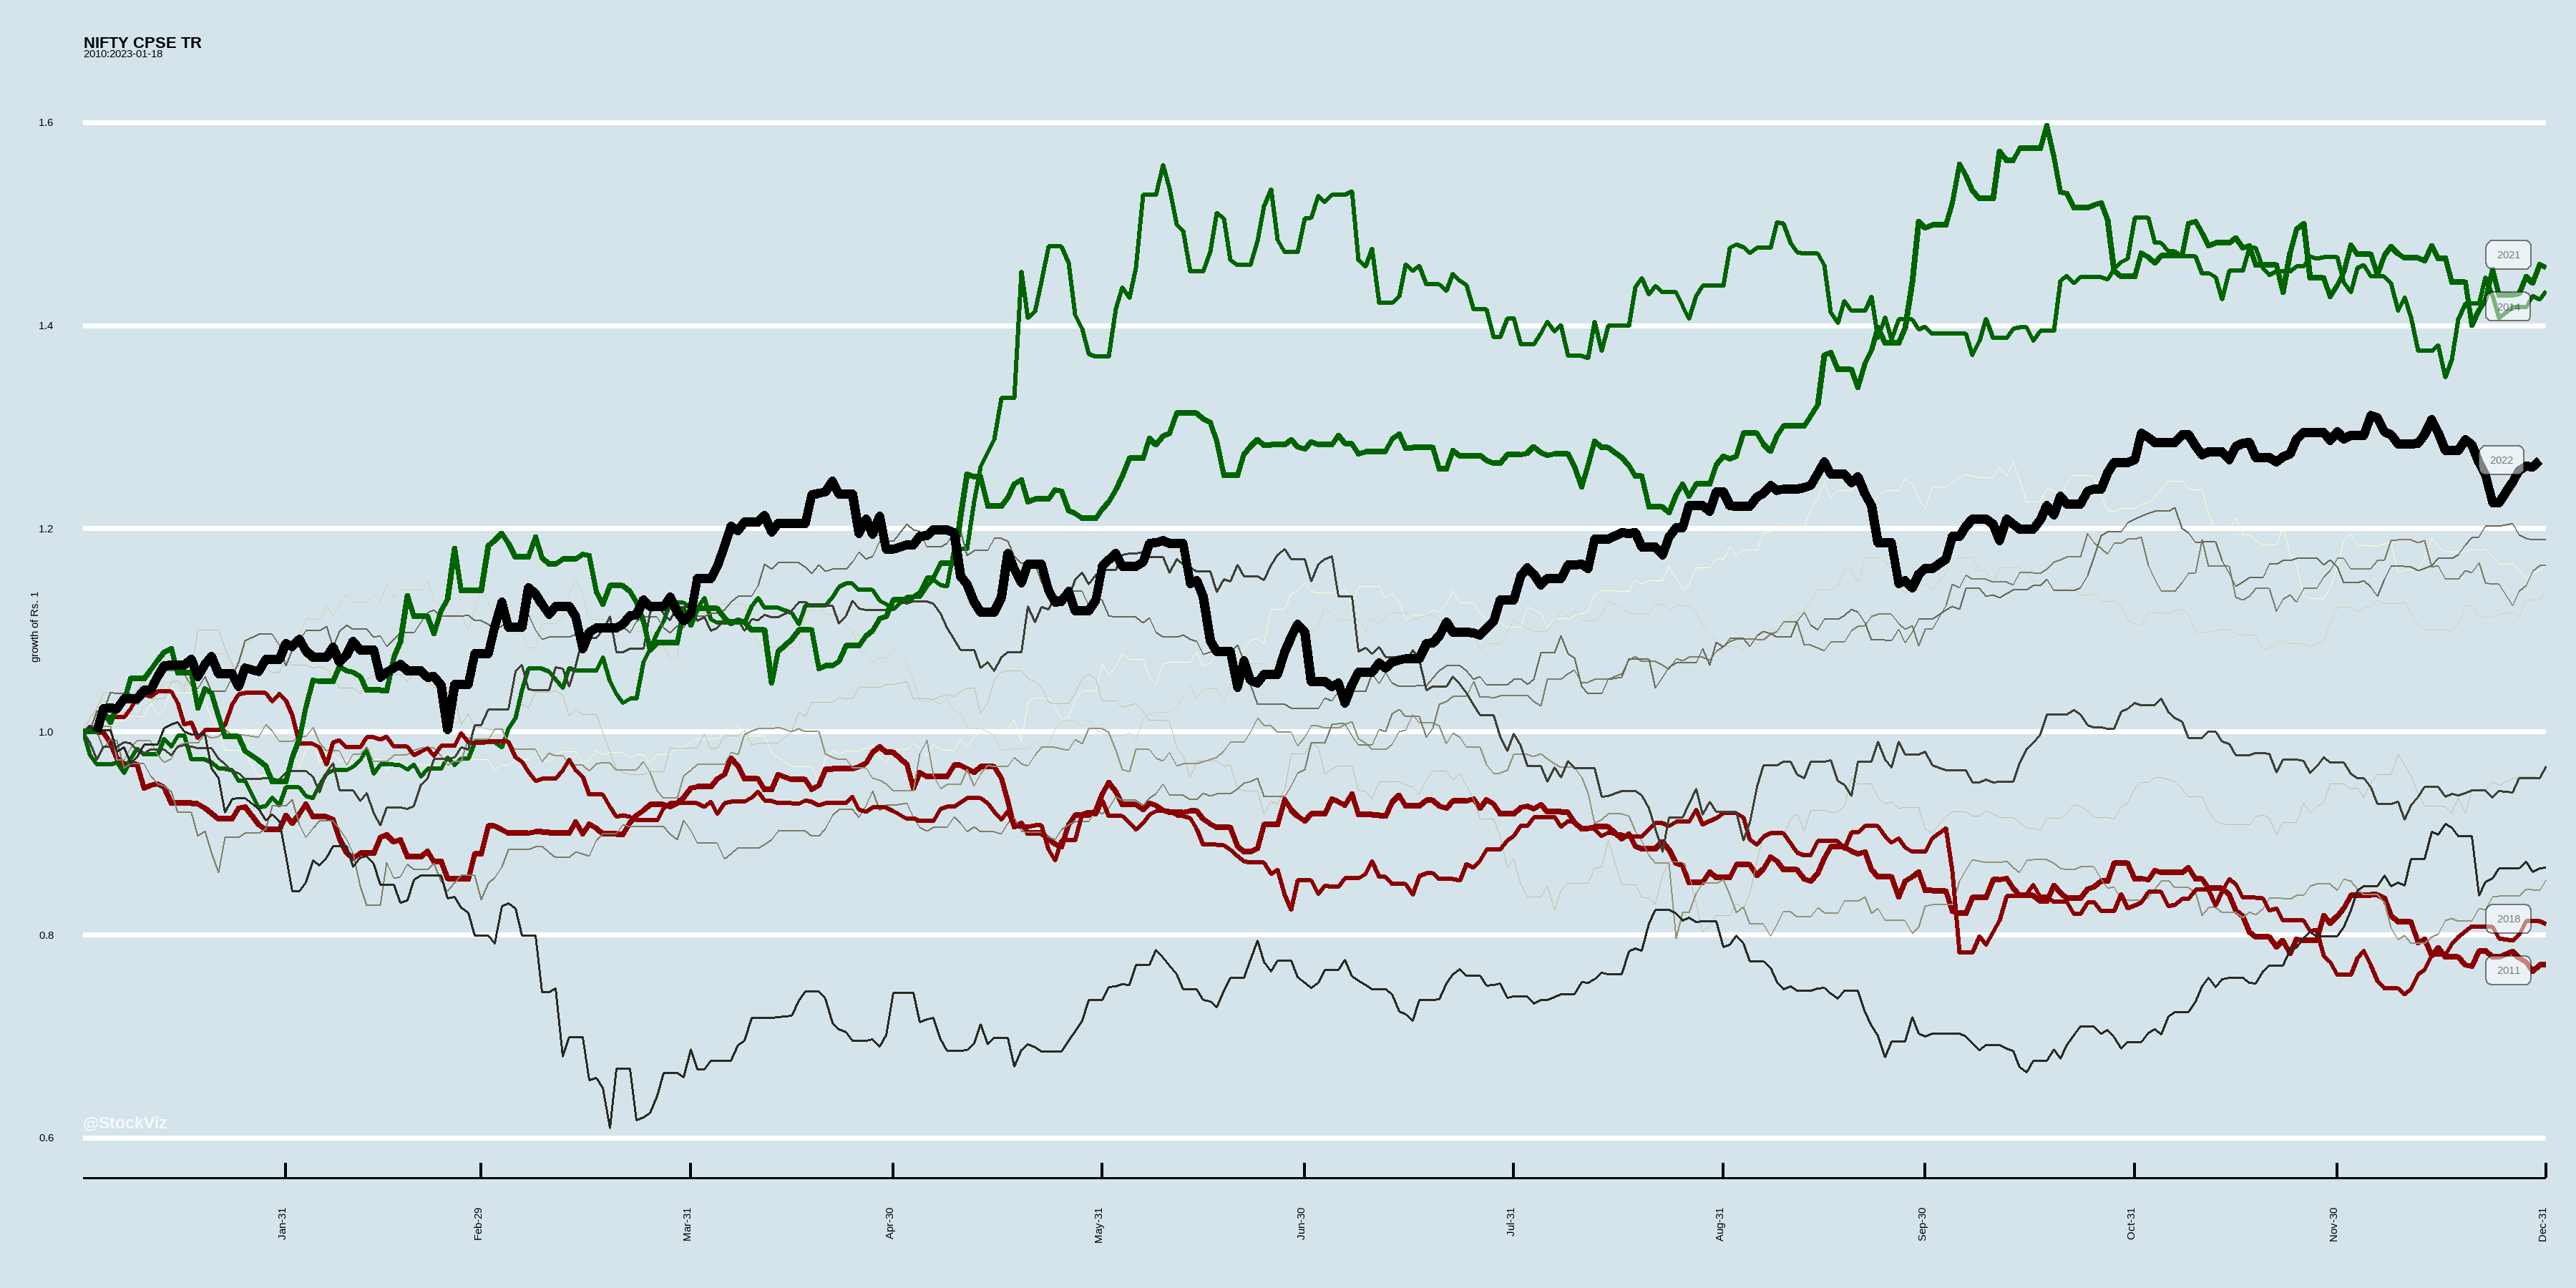 NIFTY CPSE TR
2010:2023-01-18
1.6
1.4
1.2
1.0
0.8
0.6
growth of Rs. 1
2021
2014
2022
2018
2011
@StockViz
Jan-31
Feb-29
Mar-31
Apr-30
May-31
Jun-30
Jul-31
Aug-31
Sep-30
Oct-31
Nov-30
Dec-31